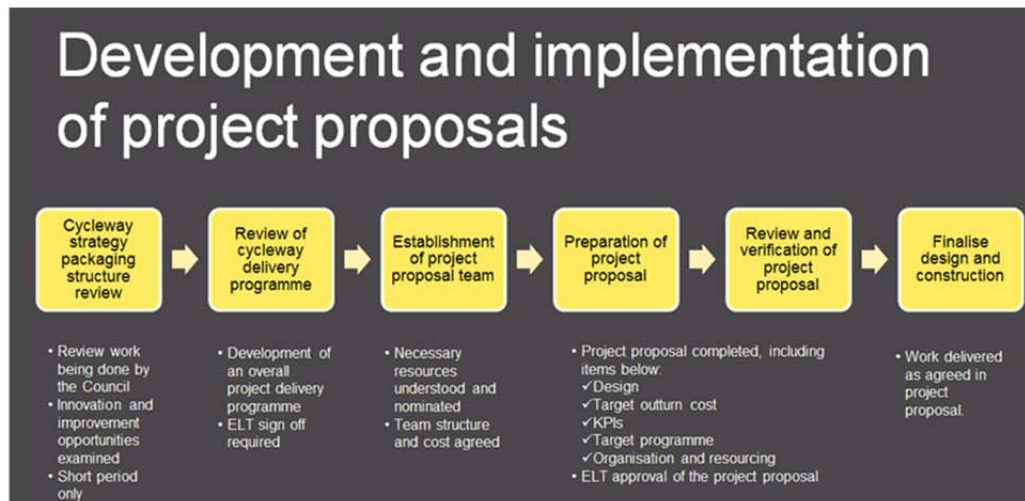 Development and implementation
of project proposals
Cycleway
strategy
packaging
structure
review
Review of
cycleway
delivery
programme
Establishment
of project
proposal team
Preparation of
project
proposal
Review and
verification of
project
proposal
Finalise
design and
construction
• Review work
being done by
the Council
• Innovation and
improvement
opportunities
examined
• Short period
only
• Development of
an overall
project delivery
programme
• ELT sign off
required
• Necessary
resources
understood and
nominated
• Team structure
and cost agreed
• Project proposal completed, including
items below:
✓Design
✓Target outturn cost
✓KPIs
✓Target programme
✓Organisation and resourcing
• ELT approval of the project proposal
• Work delivered
as agreed in
project
proposal.